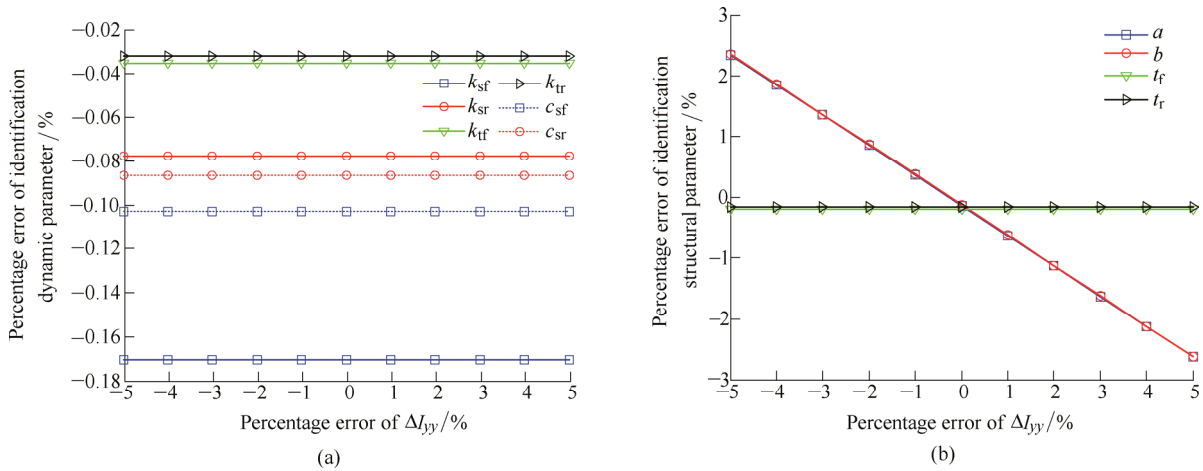 −0.02
−0.04
−0.06
−0.08
−0.10
−0.12
−0.14
−0.16
−0.18
Percentage error of identification
dynamic parameter / %
ksf
ksr
ktf
ktr
csf
csr
−5 −4 −3 −2 −1 0 1 2 3 4 5
Percentage error of ΔIyy/%
(a)
3
2
1
0
−1
−2
−3
Percentage error of identification
structural parameter / %
a
b
tf
tr
−5 −4 −3 −2 −1 0 1 2 3 4 5
Percentage error of ΔIyy/%
(b)